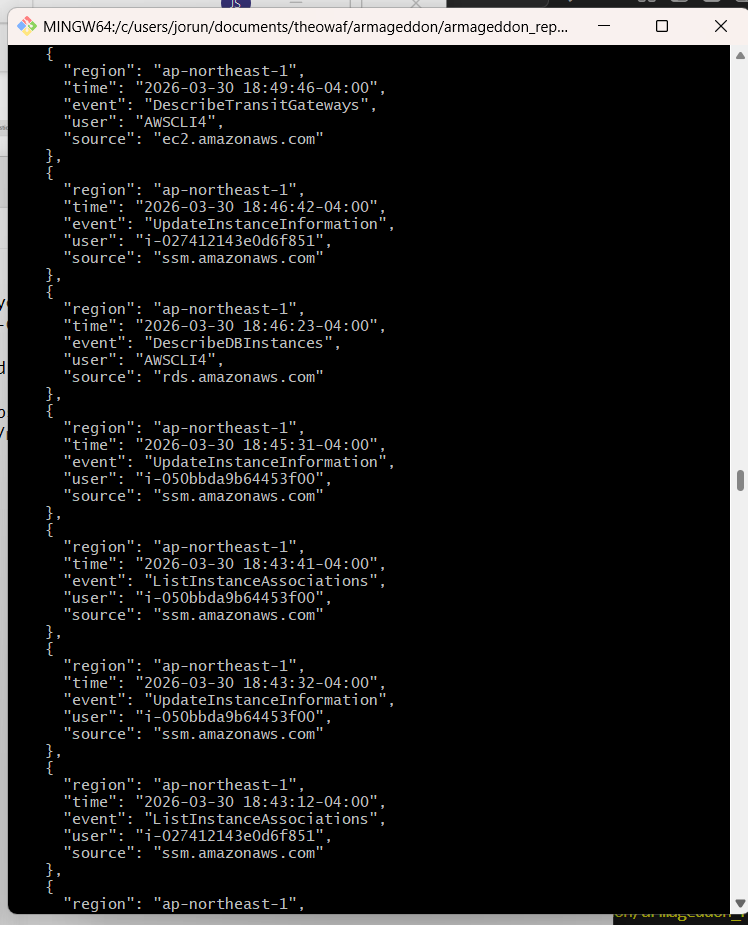 JS
MINGW64:/c/users/jorun/documents/theowaf/armageddon/armageddon_rep...
{
"region": "ap-northeast-1",
"time": "2026-03-30 18:49:46-04:00",
"event": "DescribeTransitGateways",
"user": "AWSCLI4",
"source": "ec2.amazonaws.com"
},
{
"region": "ap-northeast-1",
"time": "2026-03-30 18:46:42-04:00",
"event": "UpdateInstanceInformation",
"user": "i-027412143e0d6f851",
"source": "ssm.amazonaws.com"
},
{
"region": "ap-northeast-1",
"time": "2026-03-30 18:46:23-04:00",
"event": "DescribeDBInstances",
"user": "AWSCLI4",
"source": "rds.amazonaws.com"
},
{
"region": "ap-northeast-1",
"time": "2026-03-30 18:45:31-04:00",
"event": "UpdateInstanceInformation",
"user": "i-050bbda9b64453f00",
"source": "ssm.amazonaws.com"
},
{
"region": "ap-northeast-1",
"time": "2026-03-30 18:43:41-04:00",
"event": "ListInstanceAssociations",
"user": "i-050bbda9b64453f00",
"source": "ssm.amazonaws.com"
},
{
"region": "ap-northeast-1",
"time": "2026-03-30 18:43:32-04:00",
"event": "UpdateInstanceInformation",
"user": "i-050bbda9b64453f00",
"source": "ssm.amazonaws.com"
},
{
"region": "ap-northeast-1",
"time": "2026-03-30 18:43:12-04:00",
"event": "ListInstanceAssociations",
"user": "i-027412143e0d6f851",
"source": "ssm.amazonaws.com"
},
{
"region": "ap-northeast-1",